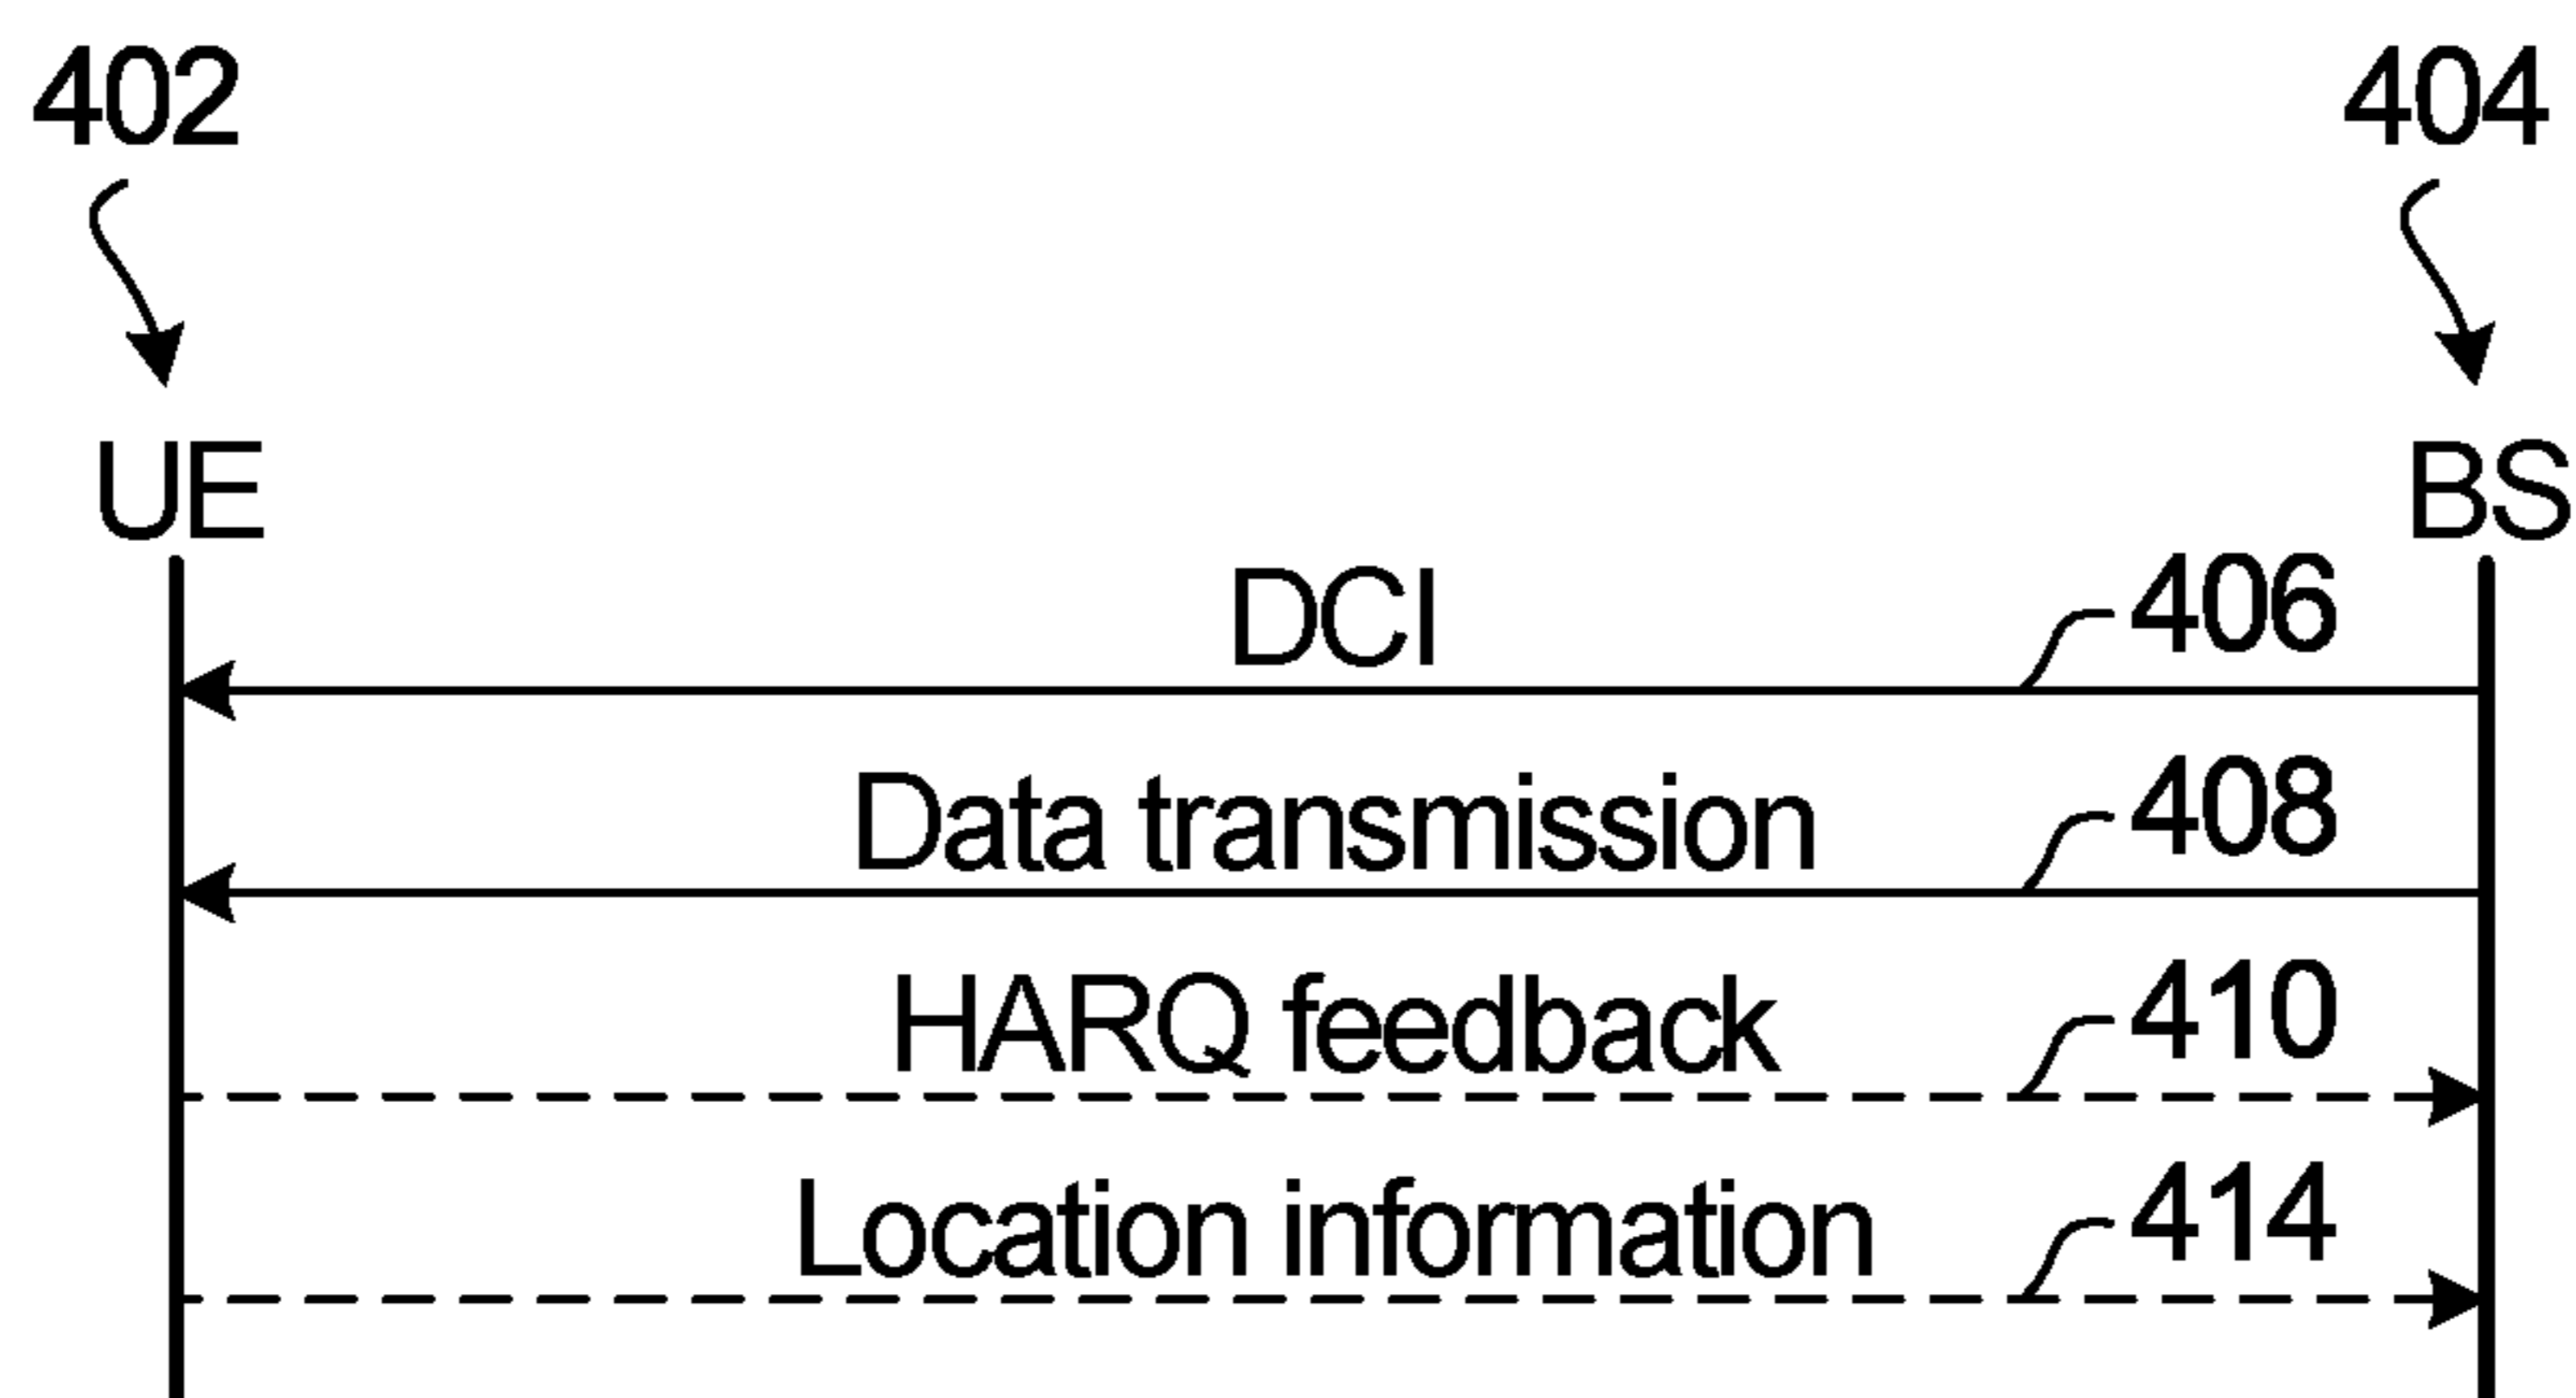 402 404
UE BS
DCI 406
Data transmission 408
HARQ feedback 410
Location information 414